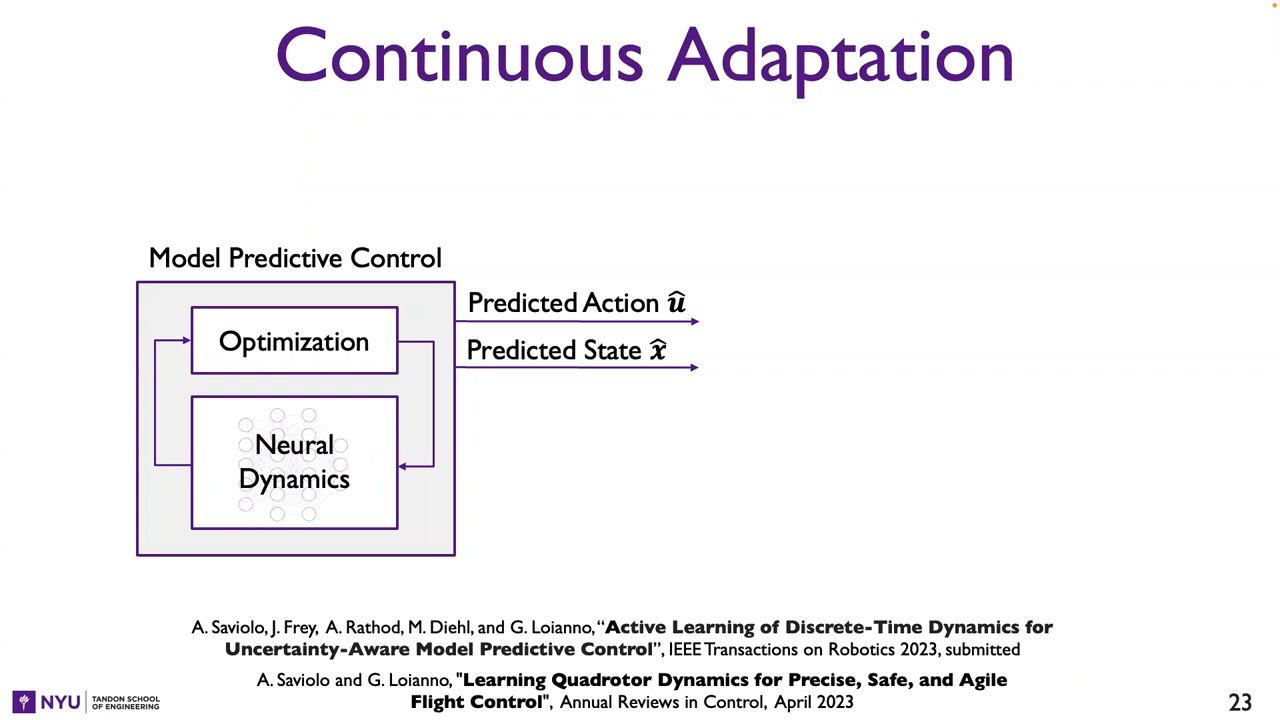 Continuous Adaptation
Model Predictive Control
Optimization
Neural
Dynamics
Predicted Action û
Predicted State x̂
A. Saviolo, J. Frey, A. Rathod, M. Diehl, and G. Loianno, “Active Learning of Discrete-Time Dynamics for
Uncertainty-Aware Model Predictive Control”, IEEE Transactions on Robotics 2023, submitted
A. Saviolo and G. Loianno, "Learning Quadrotor Dynamics for Precise, Safe, and Agile
Flight Control", Annual Reviews in Control, April 2023
NYU
TANDON SCHOOL
OF ENGINEERING
23